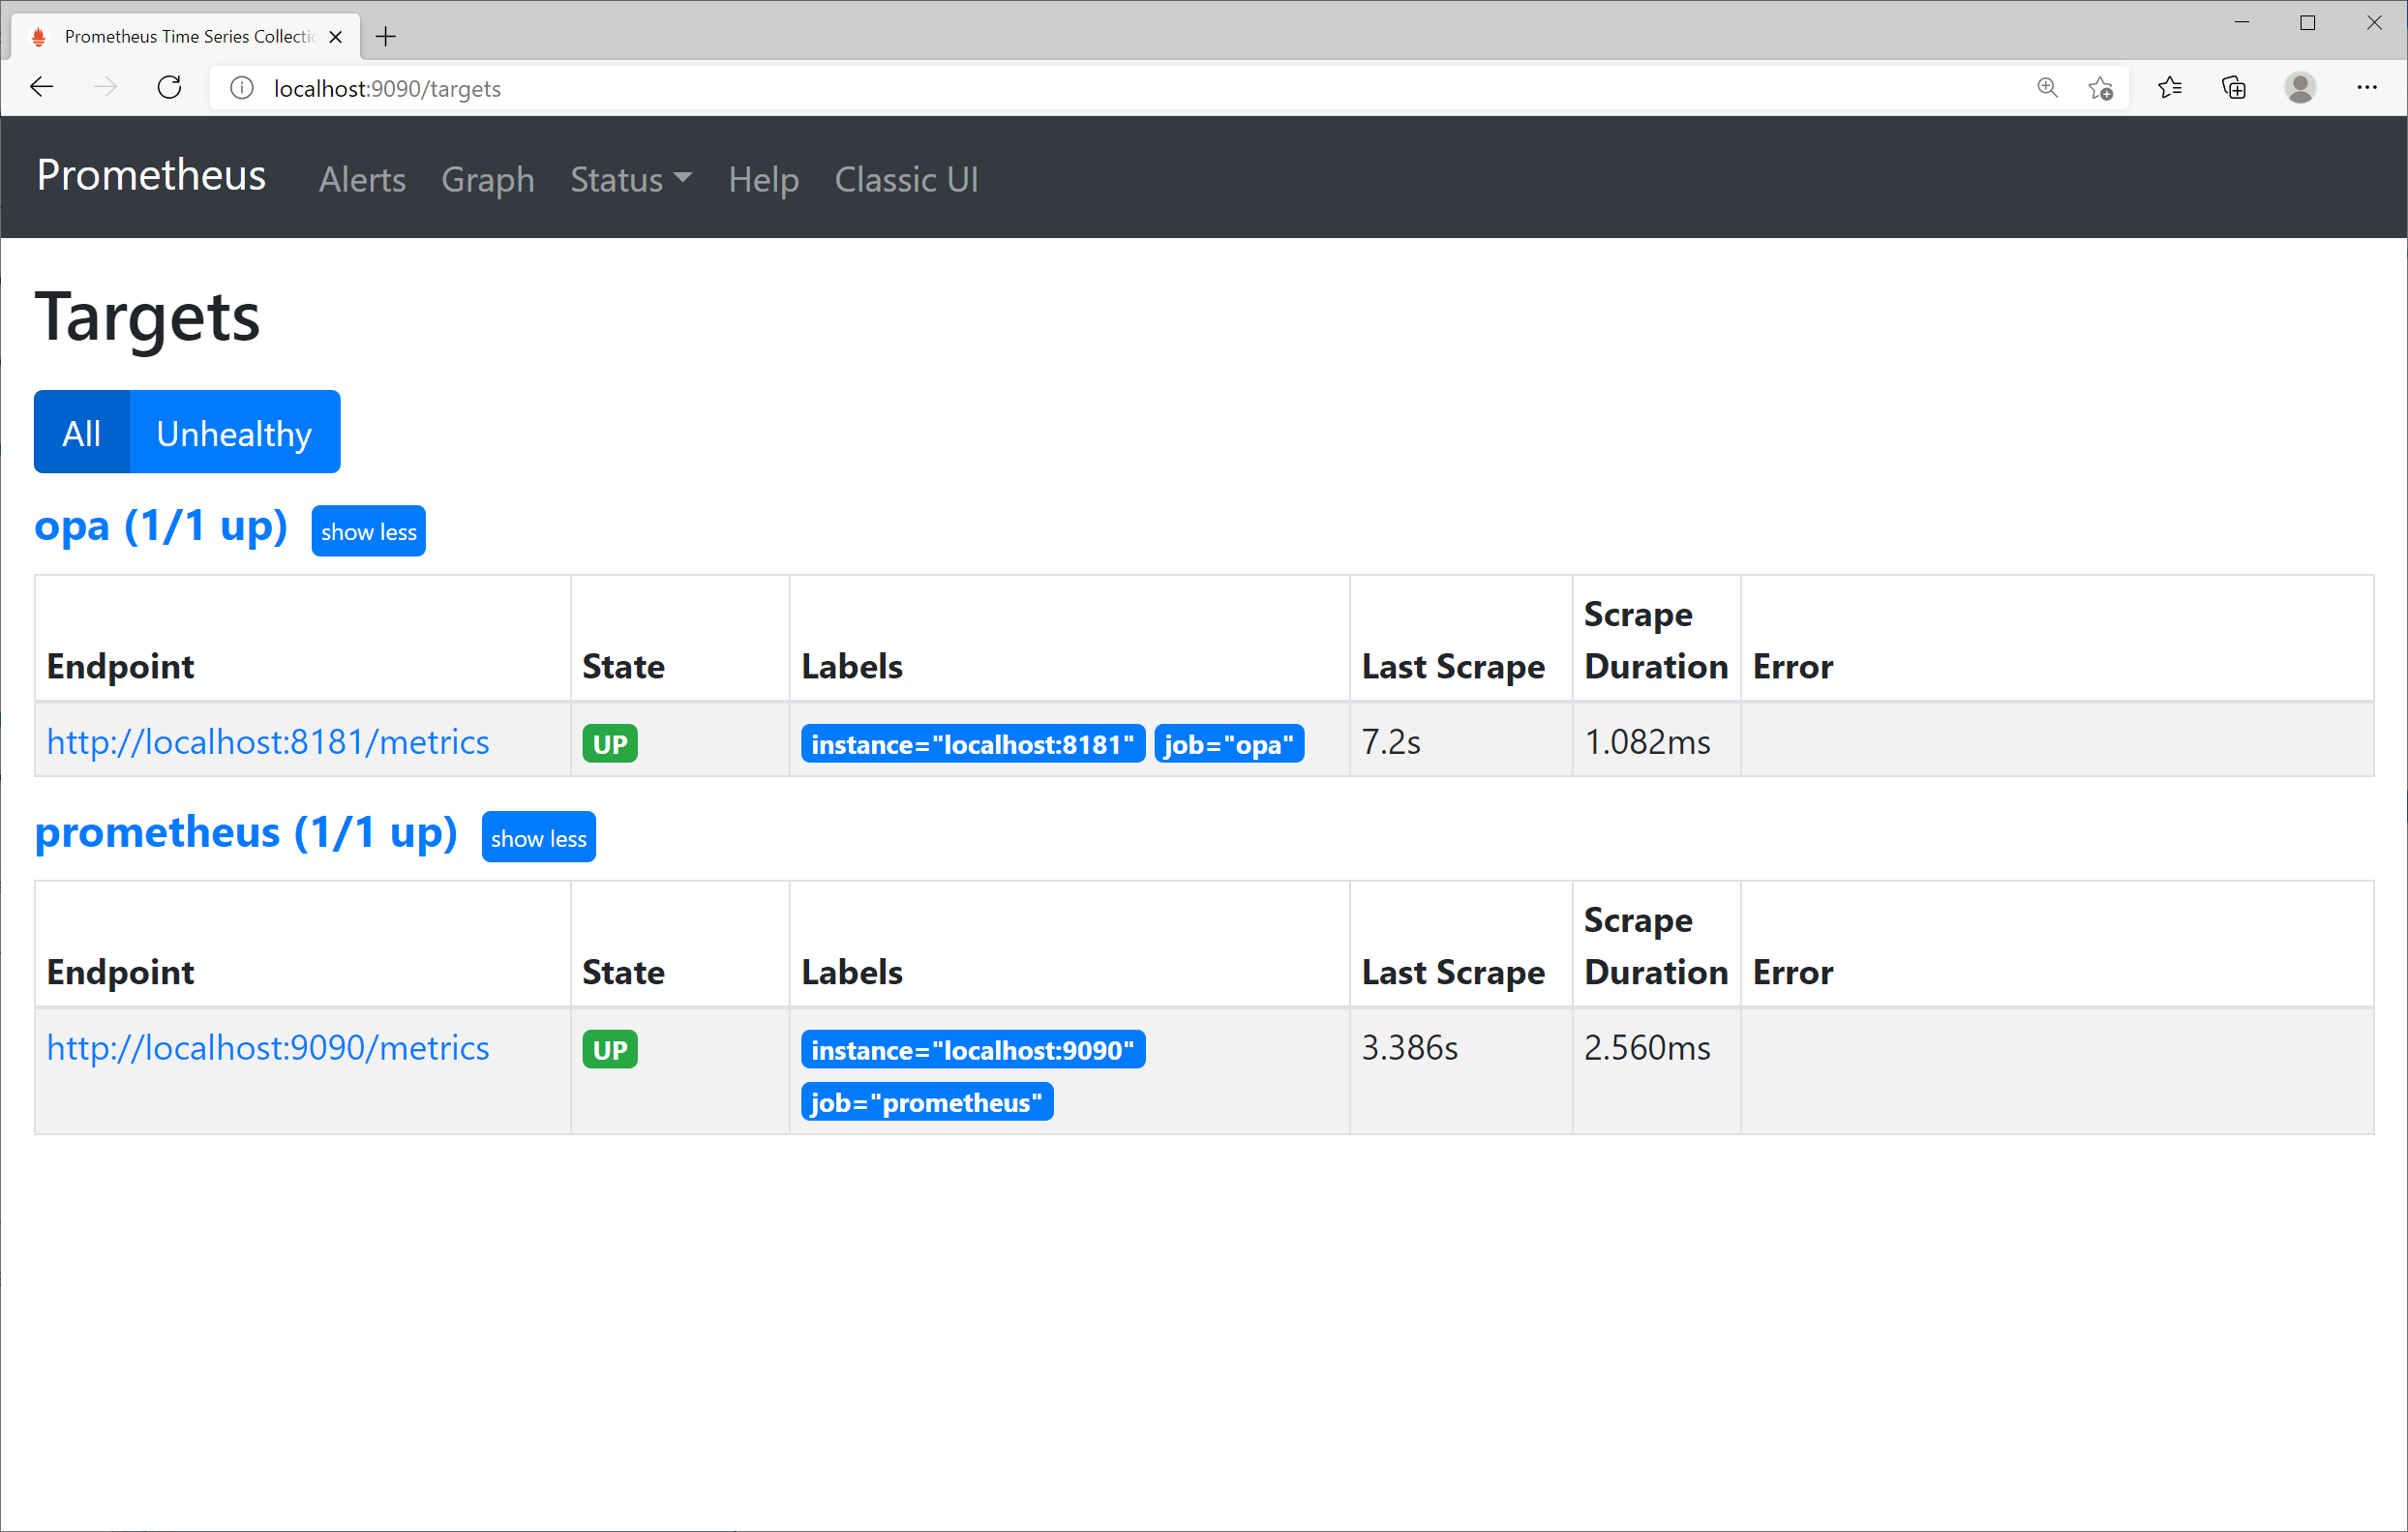 Prometheus Time Series Collectio
localhost:9090/targets
Prometheus Alerts Graph Status Help Classic UI
Targets
All Unhealthy
opa (1/1 up) show less
Endpoint State Labels Last Scrape Scrape Duration Error
http://localhost:8181/metrics UP instance="localhost:8181" job="opa" 7.2s 1.082ms
prometheus (1/1 up) show less
Endpoint State Labels Last Scrape Scrape Duration Error
http://localhost:9090/metrics UP instance="localhost:9090" 3.386s 2.560ms
job="prometheus"